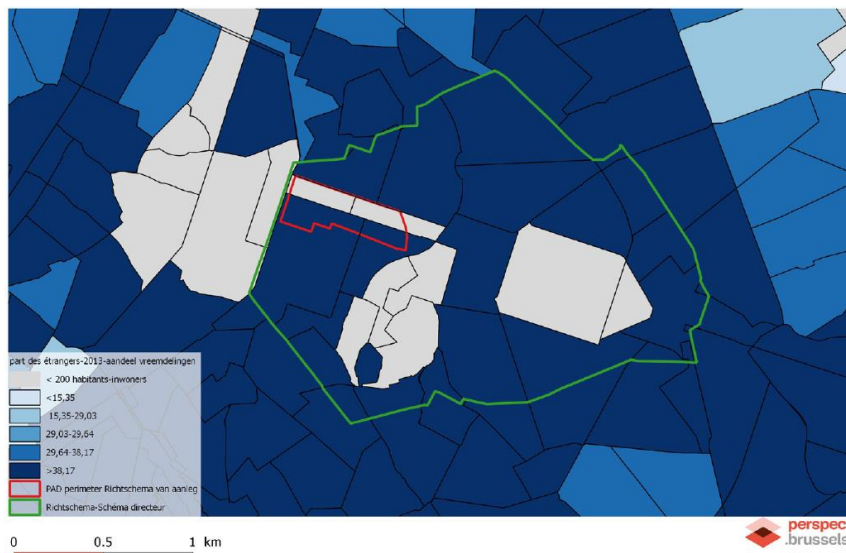 part des étrangers-2013-aandeel vreemdelingen
< 200 habitants-inwoners
<15,35
15,35-29,03
29,03-29,64
29,64-38,17
>38,17
PAD perimeter Richtschema van aanleg
Richtschema-Schéma directeur
0 0.5 1 km
perspec
.brussels